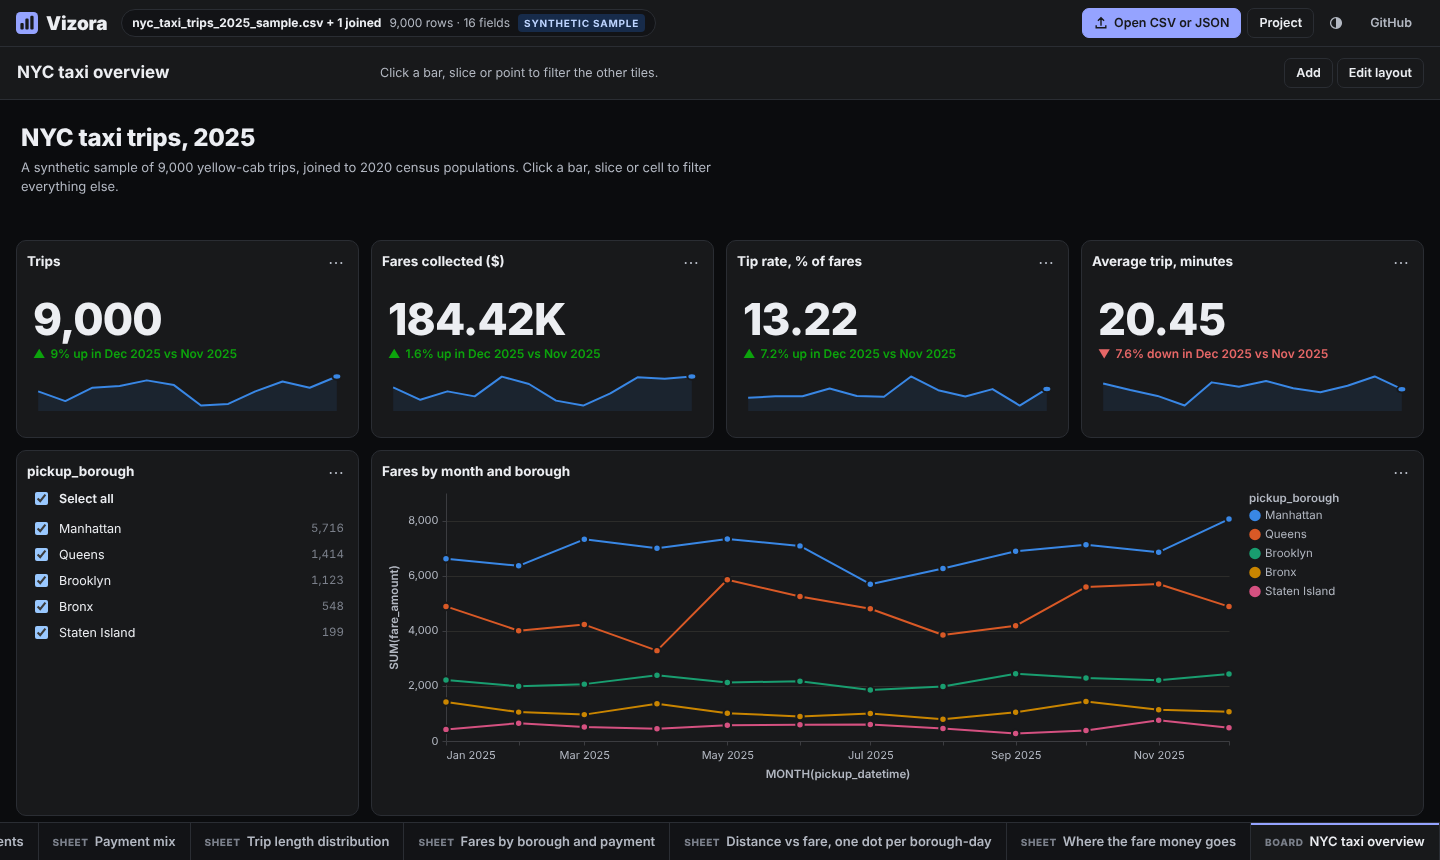 Vizora
nyc_taxi_trips_2025_sample.csv + 1 joined 9,000 rows · 16 fields SYNTHETIC SAMPLE
Open CSV or JSON
Project
GitHub
NYC taxi overview
Click a bar, slice or point to filter the other tiles.
Add
Edit layout
NYC taxi trips, 2025
A synthetic sample of 9,000 yellow-cab trips, joined to 2020 census populations. Click a bar, slice or cell to filter
everything else.
Trips
9,000
▲ 9% up in Dec 2025 vs Nov 2025
Fares collected ($)
184.42K
▲ 1.6% up in Dec 2025 vs Nov 2025
Tip rate, % of fares
13.22
▲ 7.2% up in Dec 2025 vs Nov 2025
Average trip, minutes
20.45
▼ 7.6% down in Dec 2025 vs Nov 2025
pickup_borough
Select all
Manhattan 5,716
Queens 1,414
Brooklyn 1,123
Bronx 548
Staten Island 199
Fares by month and borough
SUM(fare_amount)
8,000
6,000
4,000
2,000
0
Jan 2025 Mar 2025 May 2025 Jul 2025 Sep 2025 Nov 2025
MONTH(pickup_datetime)
pickup_borough
Manhattan
Queens
Brooklyn
Bronx
Staten Island
ents
SHEET Payment mix
SHEET Trip length distribution
SHEET Fares by borough and payment
SHEET Distance vs fare, one dot per borough-day
SHEET Where the fare money goes
BOARD NYC taxi overview